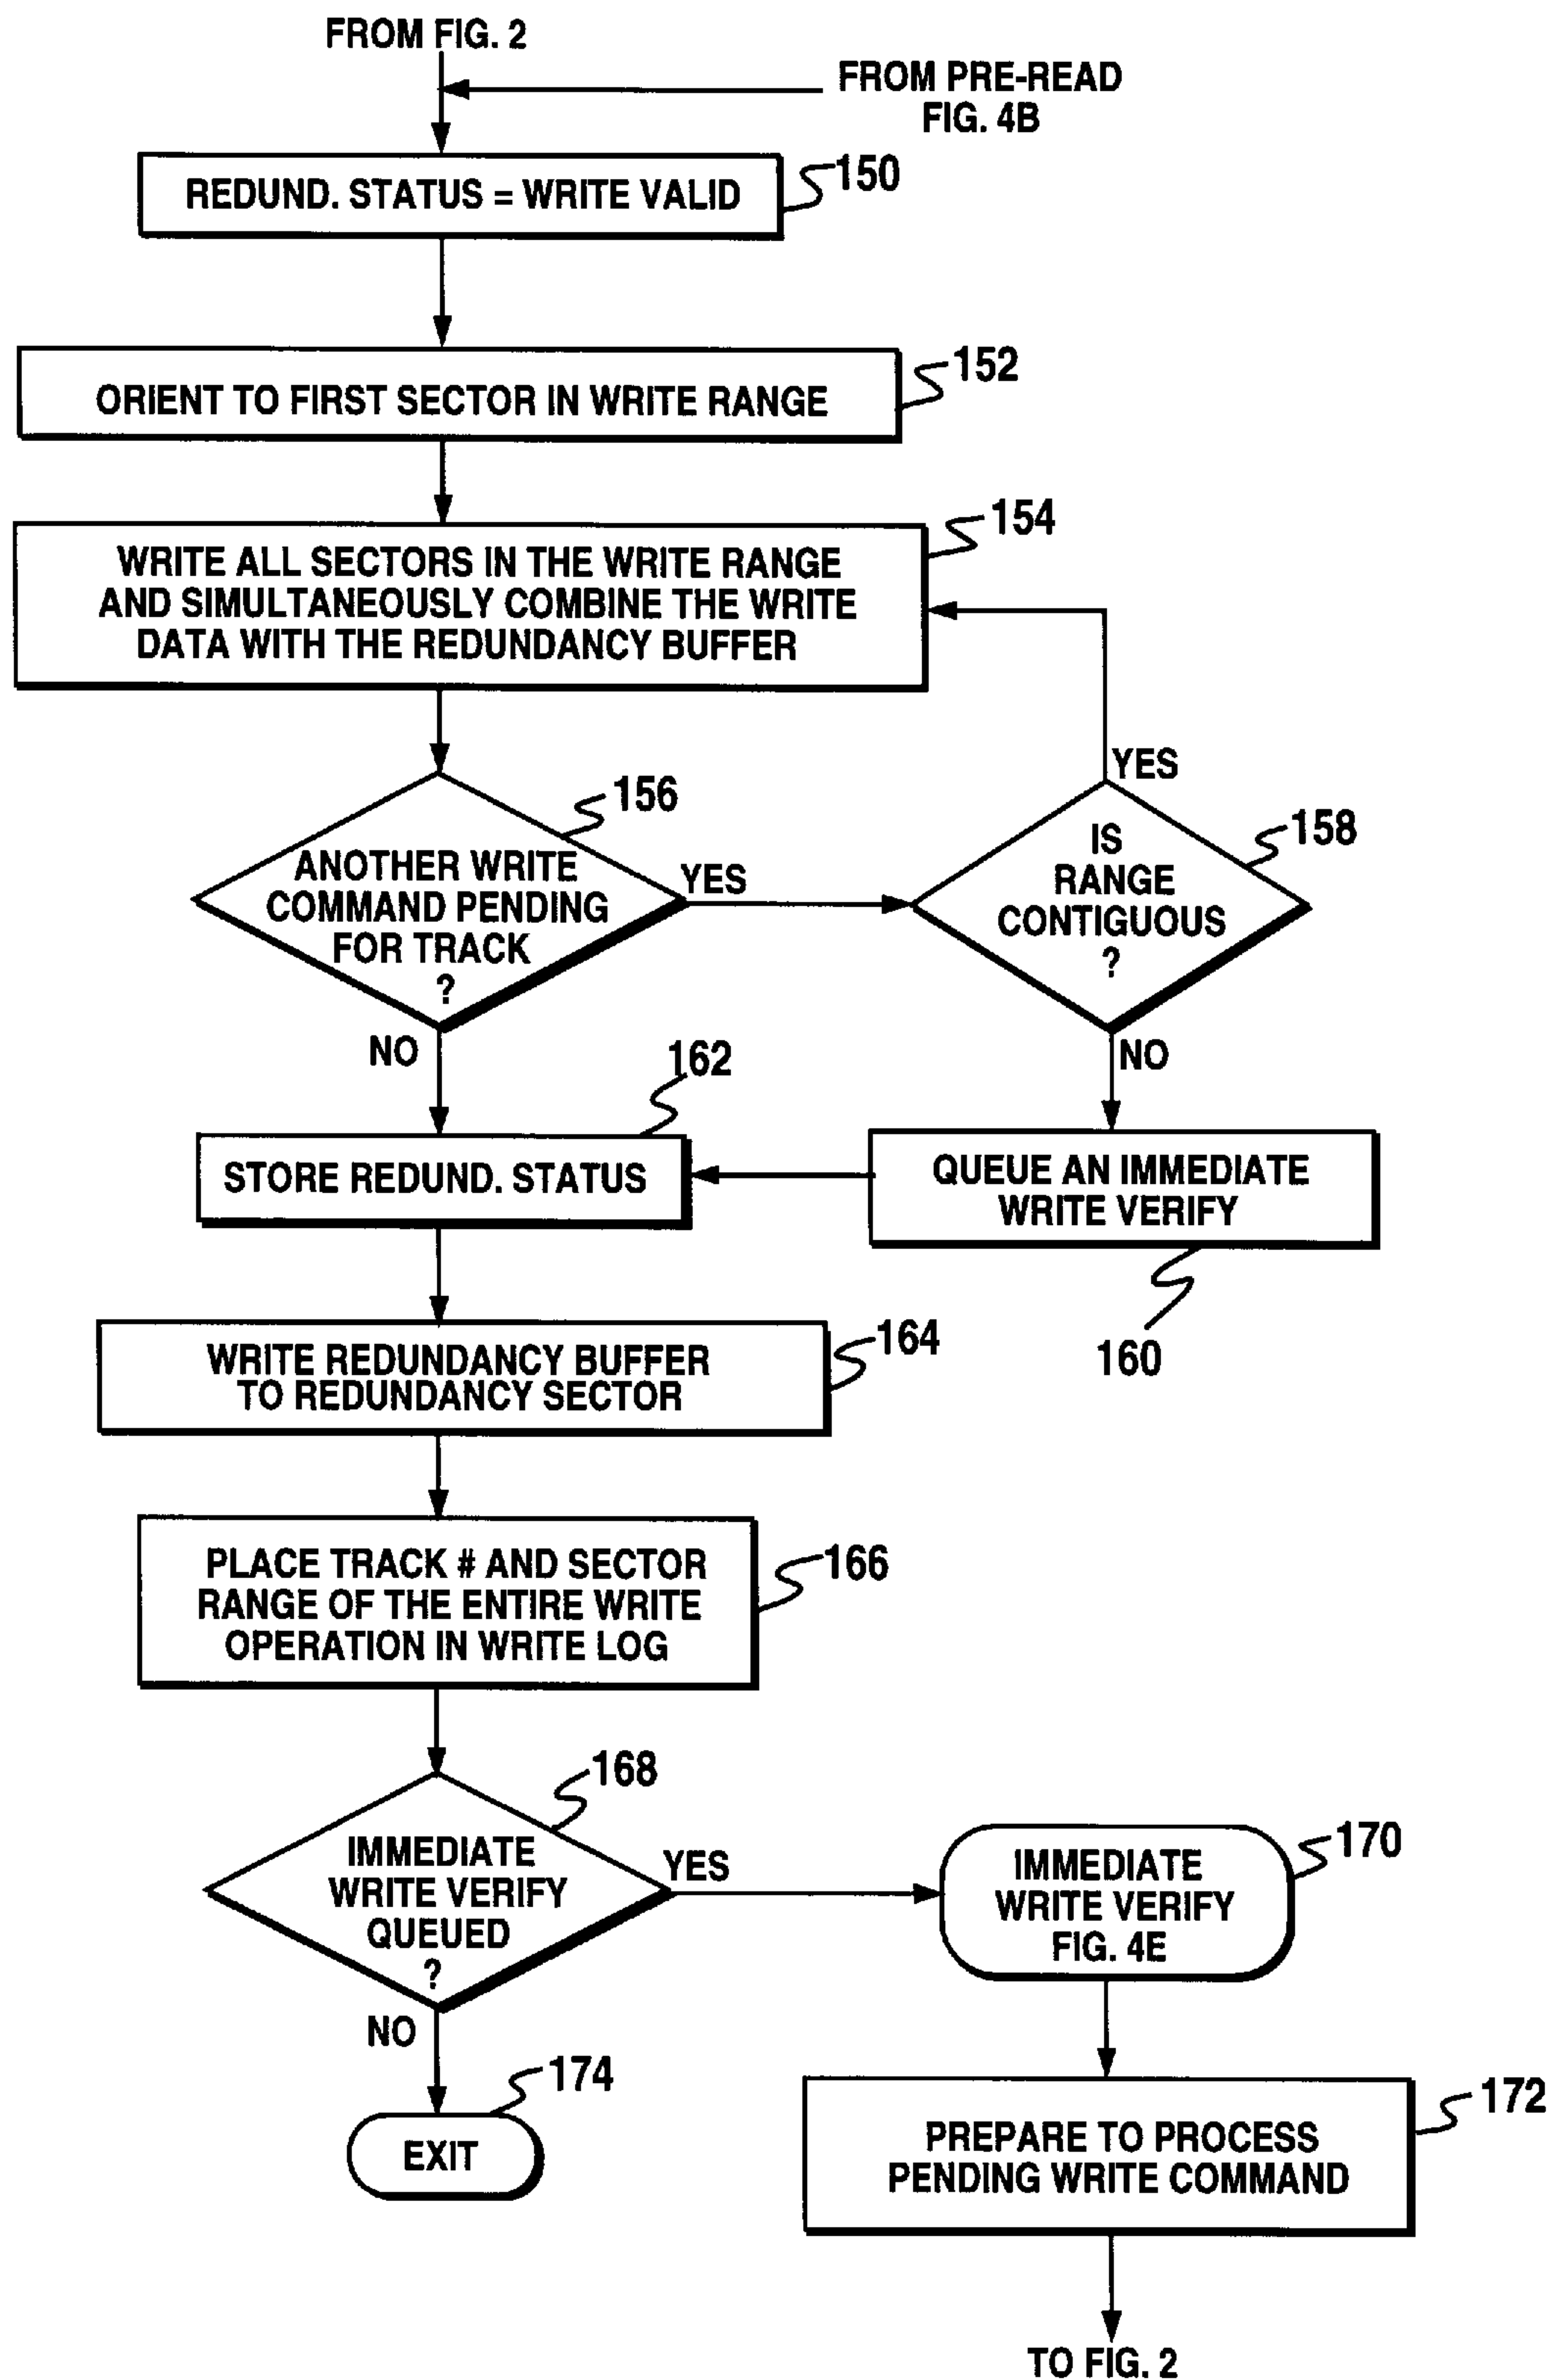 FROM FIG. 2
FROM PRE-READ
FIG. 4B
REDUND. STATUS = WRITE VALID
150
ORIENT TO FIRST SECTOR IN WRITE RANGE
152
154
WRITE ALL SECTORS IN THE WRITE RANGE
AND SIMULTANEOUSLY COMBINE THE WRITE
DATA WITH THE REDUNDANCY BUFFER
156
ANOTHER WRITE
COMMAND PENDING
FOR TRACK
?
YES
NO
YES
158
IS
RANGE
CONTIGUOUS
?
NO
162
STORE REDUND. STATUS
QUEUE AN IMMEDIATE
WRITE VERIFY
160
164
WRITE REDUNDANCY BUFFER
TO REDUNDANCY SECTOR
166
PLACE TRACK # AND SECTOR
RANGE OF THE ENTIRE WRITE
OPERATION IN WRITE LOG
168
IMMEDIATE
WRITE VERIFY
QUEUED
?
YES
NO
170
IMMEDIATE
WRITE VERIFY
FIG. 4E
174
EXIT
172
PREPARE TO PROCESS
PENDING WRITE COMMAND
TO FIG. 2